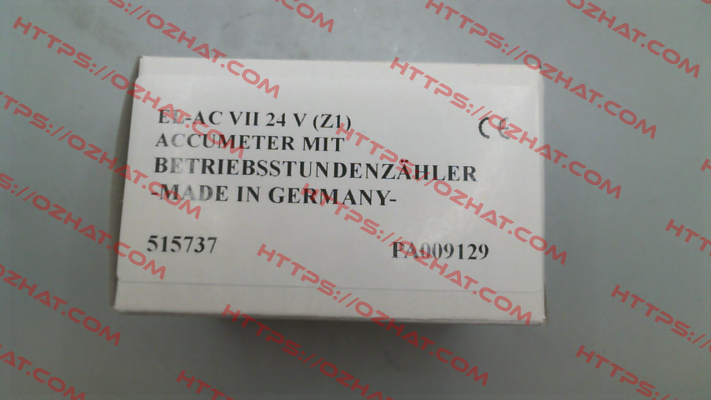 AC VII 24 V (Z1)
ACCUMETER MIT
BETRIEBSSTUNDENZÄHLER
-MADE IN GERMANY-
CE
515737 PA009129
HTTPS://OZHAT.COM